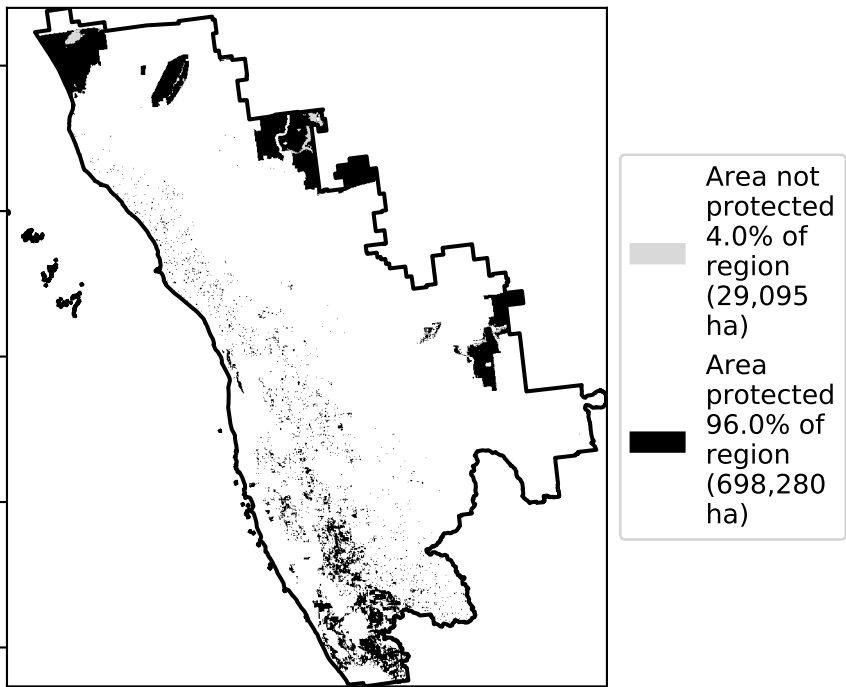 Area not
protected
4.0% of
region
(29,095
ha)
Area
protected
96.0% of
region
(698,280
ha)